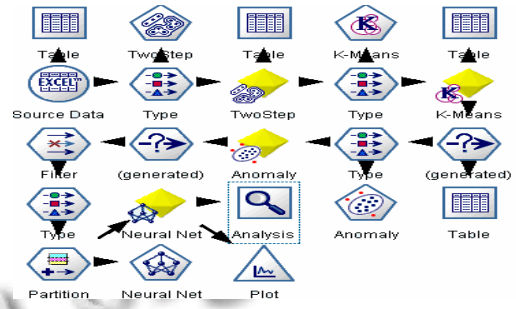 Table TwoStep Table K-Means Table
EXCEL
Source Data Type TwoStep Type K-Means
Filter (generated) Anomaly Type (generated)
Type Neural Net Analysis Anomaly Table
Partition Neural Net Plot